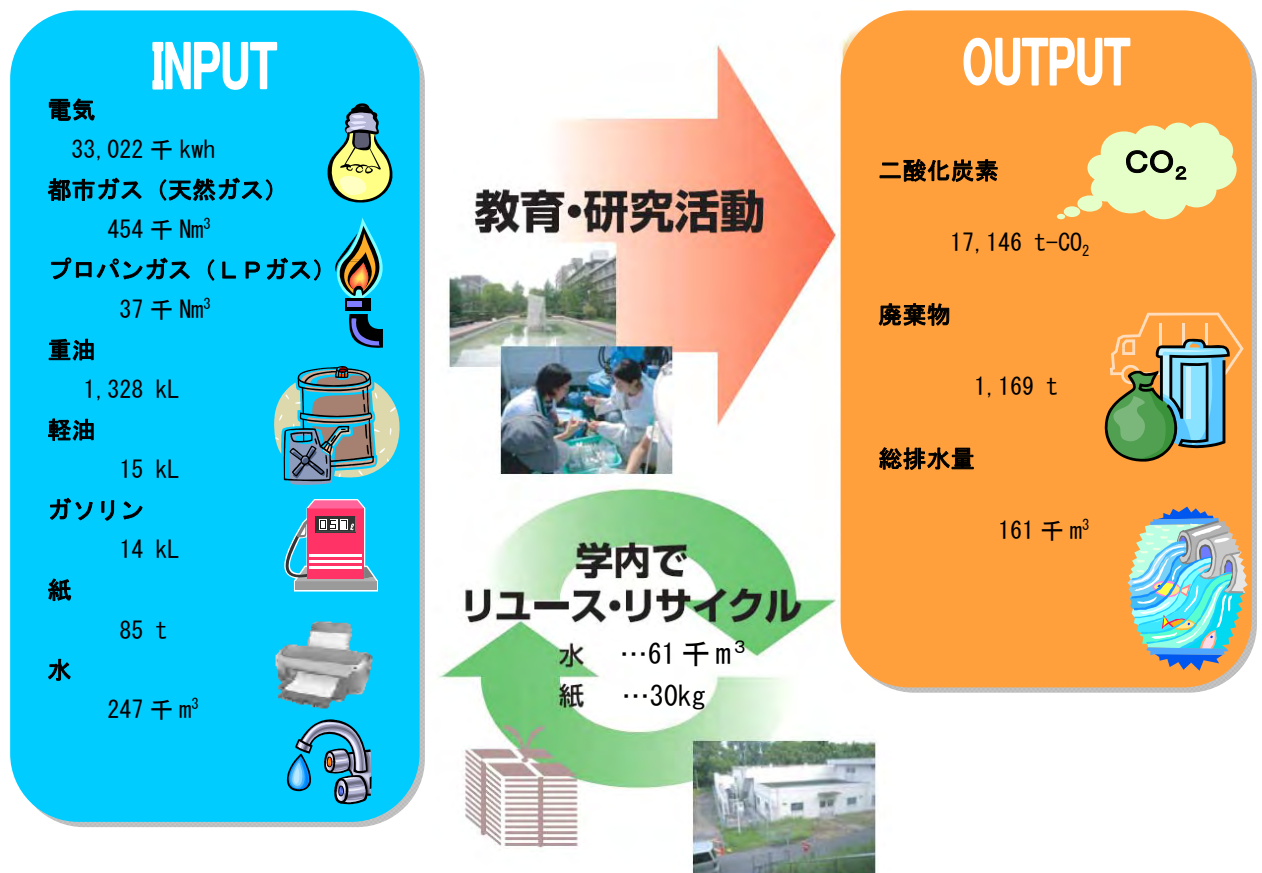 INPUT
電気
33,022 千 kwh
都市ガス（天然ガス）
454 千 Nm³
プロパンガス（ＬＰガス）
37 千 Nm³
重油
1,328 kL
軽油
15 kL
ガソリン
14 kL
紙
85 t
水
247 千 m³
教育・研究活動
学内で
リユース・リサイクル
水 …61 千 m³
紙 …30kg
OUTPUT
CO₂
二酸化炭素
17,146 t-CO₂
廃棄物
1,169 t
総排水量
161 千 m³